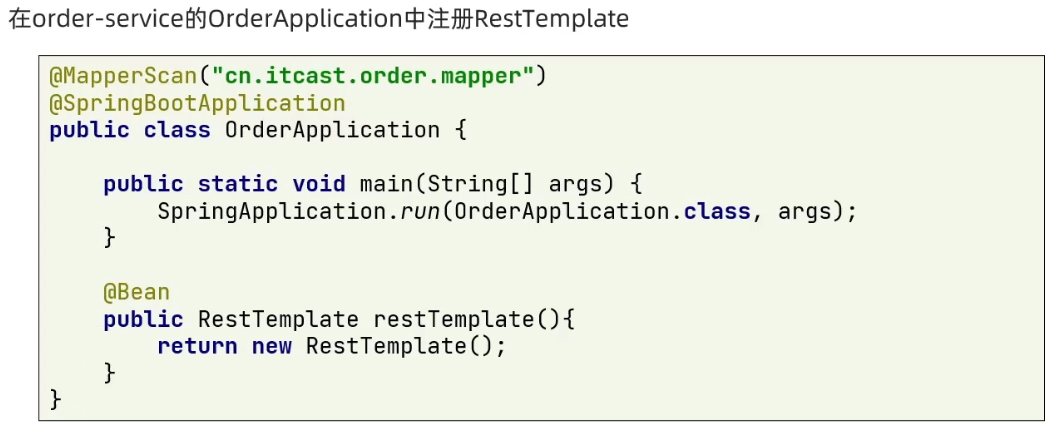 在order-service的OrderApplication中注册RestTemplate
@MapperScan("cn.itcast.order.mapper")
@SpringBootApplication
public class OrderApplication {
    public static void main(String[] args) {
        SpringApplication.run(OrderApplication.class, args);
    }
    @Bean
    public RestTemplate restTemplate(){
        return new RestTemplate();
    }
}